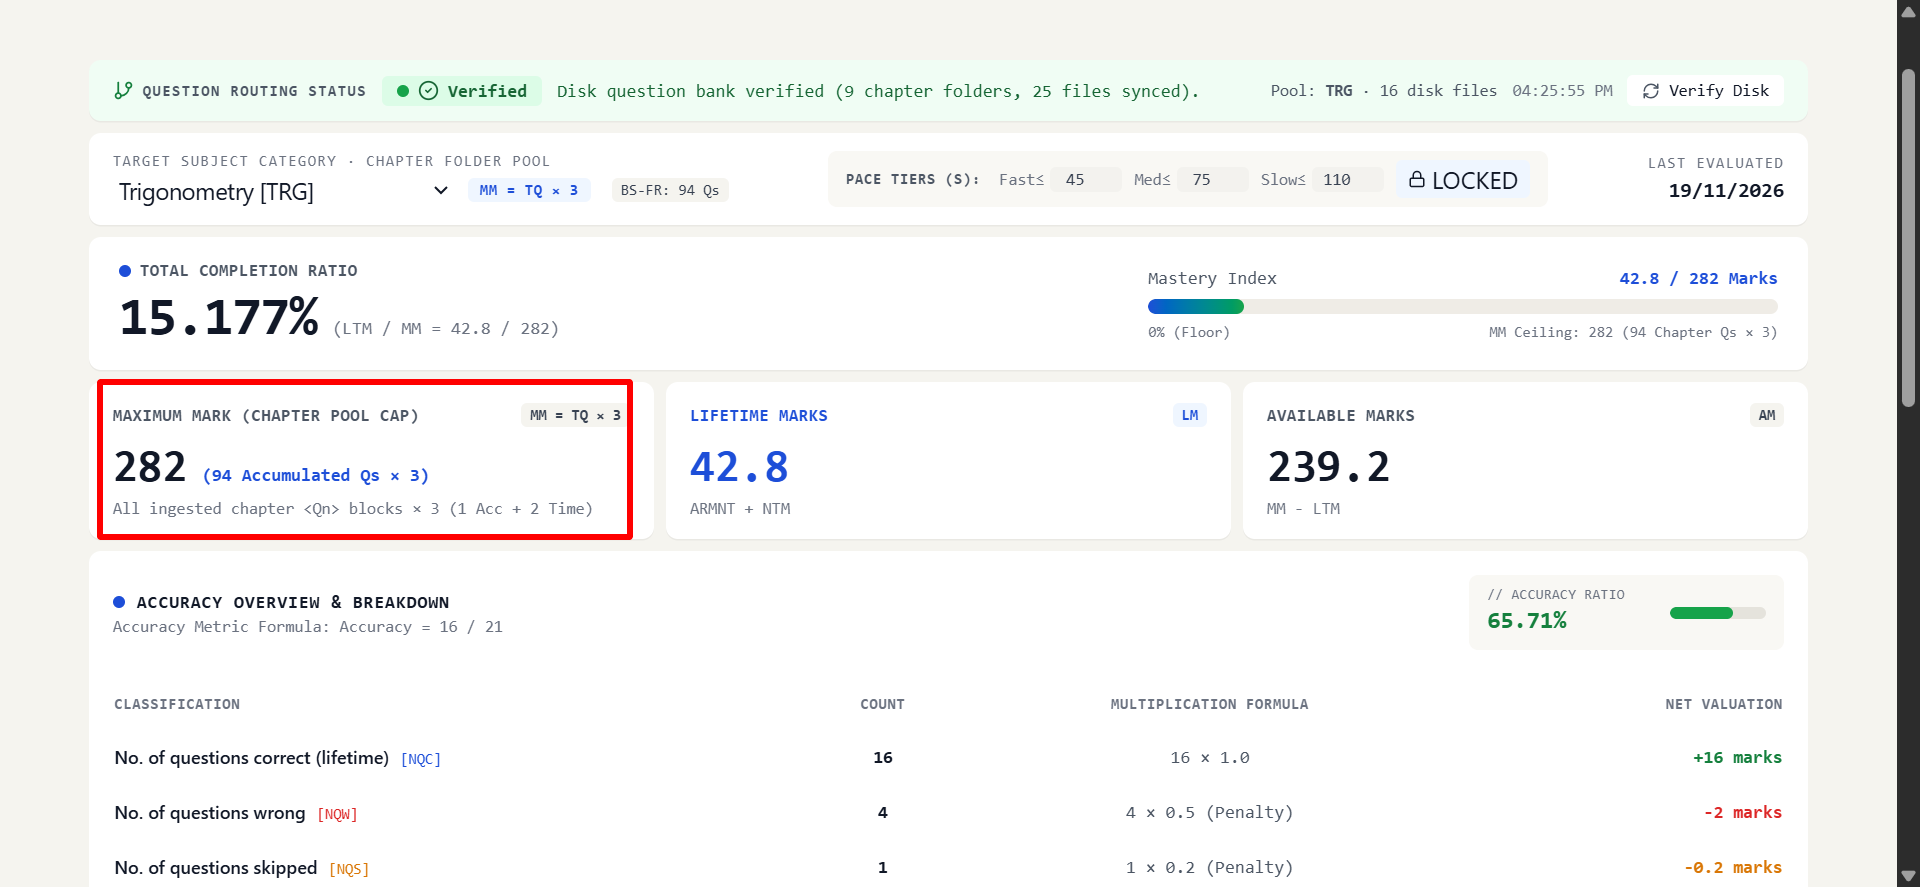 QUESTION ROUTING STATUS Verified Disk question bank verified (9 chapter folders, 25 files synced). Pool: TRG · 16 disk files 04:25:55 PM Verify Disk
TARGET SUBJECT CATEGORY · CHAPTER FOLDER POOL
Trigonometry [TRG] MM = TQ × 3 BS-FR: 94 Qs
PACE TIERS (S): Fast≤ 45 Med≤ 75 Slow≤ 110 LOCKED
LAST EVALUATED
19/11/2026
TOTAL COMPLETION RATIO
15.177% (LTM / MM = 42.8 / 282)
Mastery Index 42.8 / 282 Marks
0% (Floor) MM Ceiling: 282 (94 Chapter Qs × 3)
MAXIMUM MARK (CHAPTER POOL CAP) MM = TQ × 3
282 (94 Accumulated Qs × 3)
All ingested chapter <Qn> blocks × 3 (1 Acc + 2 Time)
LIFETIME MARKS LM
42.8
ARMNT + NTM
AVAILABLE MARKS AM
239.2
MM - LTM
ACCURACY OVERVIEW & BREAKDOWN
Accuracy Metric Formula: Accuracy = 16 / 21
// ACCURACY RATIO
65.71%
CLASSIFICATION COUNT MULTIPLICATION FORMULA NET VALUATION
No. of questions correct (lifetime) [NQC] 16 16 × 1.0 +16 marks
No. of questions wrong [NQW] 4 4 × 0.5 (Penalty) -2 marks
No. of questions skipped [NQS] 1 1 × 0.2 (Penalty) -0.2 marks